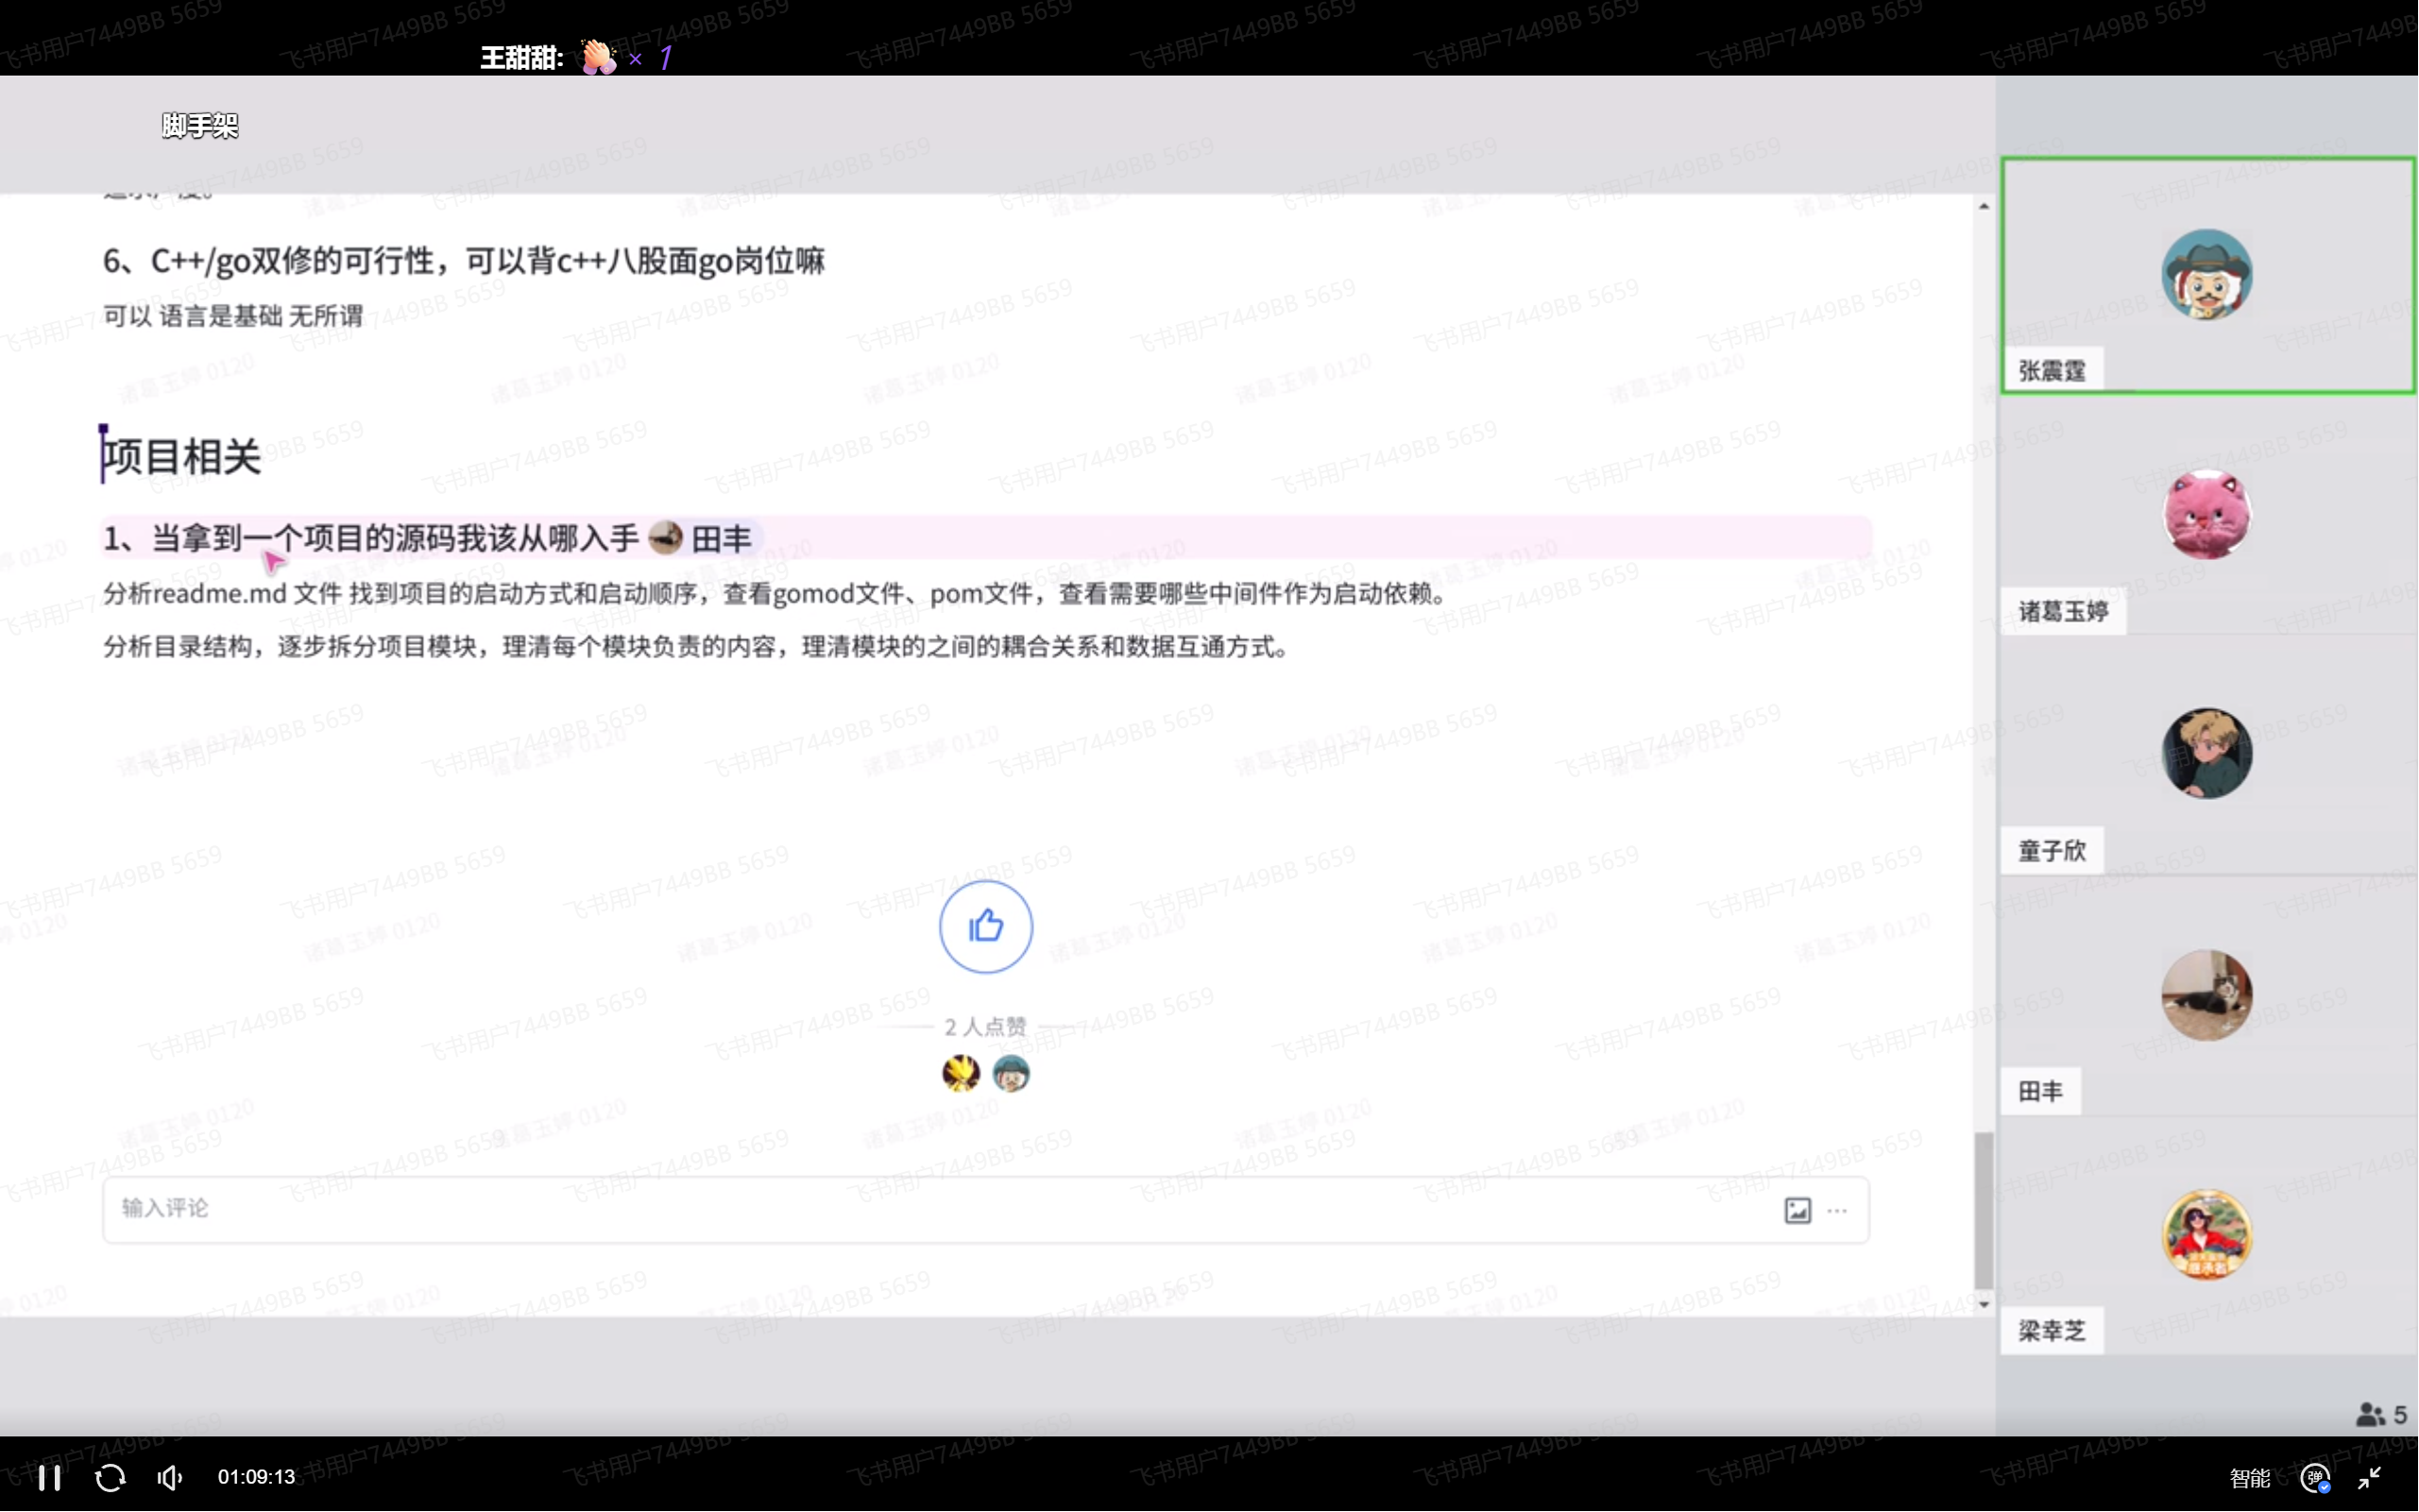 王甜甜: × 1
脚手架
6、C++/go双修的可行性，可以背c++八股面go岗位嘛
可以 语言是基础 无所谓
项目相关
1、当拿到一个项目的源码我该从哪入手 田丰
分析readme.md 文件 找到项目的启动方式和启动顺序，查看gomod文件、pom文件，查看需要哪些中间件作为启动依赖。
分析目录结构，逐步拆分项目模块，理清每个模块负责的内容，理清模块的之间的耦合关系和数据互通方式。
2 人点赞
输入评论
张震霆
诸葛玉婷
童子欣
田丰
梁幸芝
5
01:09:13
智能
弹
飞书用户7449BB 5659
诸葛玉婷 0120